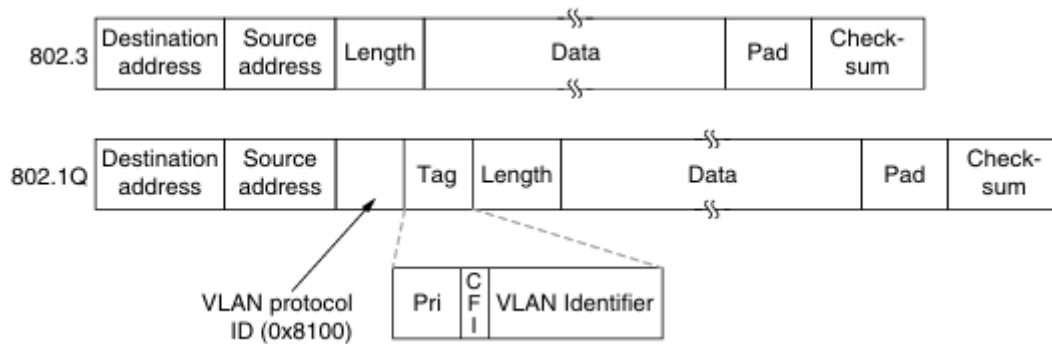 802.3
Destination address
Source address
Length
Data
Pad
Check-
sum
802.1Q
Destination address
Source address
Tag
Length
Data
Pad
Check-
sum
VLAN protocol
ID (0x8100)
Pri
CFI
VLAN Identifier